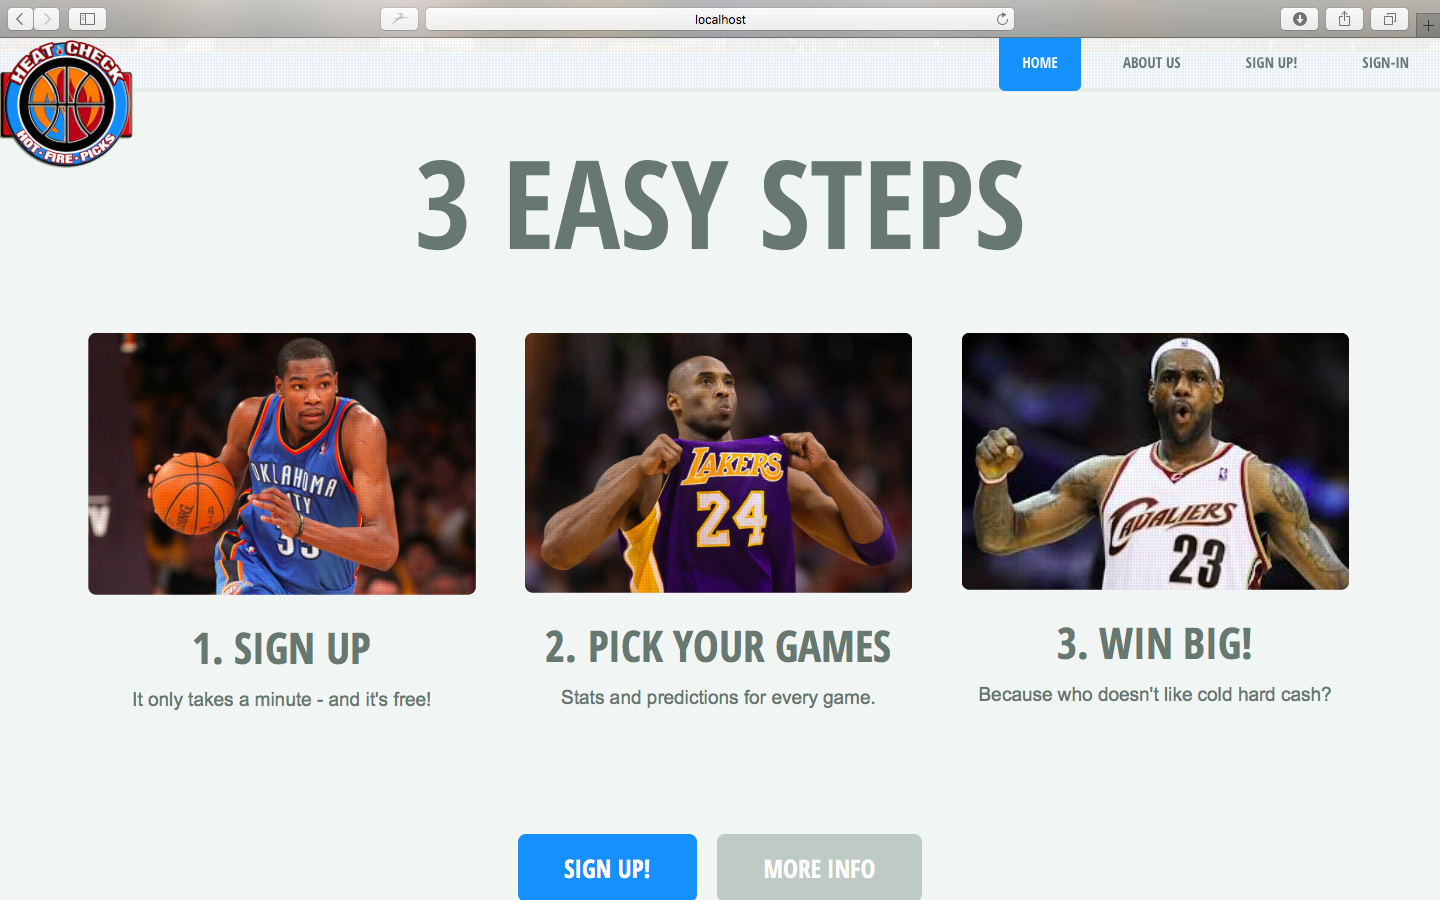 localhost
HEAT CHECK
HOT · FIRE · PICKS
HOME
ABOUT US
SIGN UP!
SIGN-IN
3 EASY STEPS
OKLAHOMA
CITY
35
SPALDING
LAKERS
24
CAVALIERS
23
1. SIGN UP
It only takes a minute - and it's free!
2. PICK YOUR GAMES
Stats and predictions for every game.
3. WIN BIG!
Because who doesn't like cold hard cash?
SIGN UP!
MORE INFO